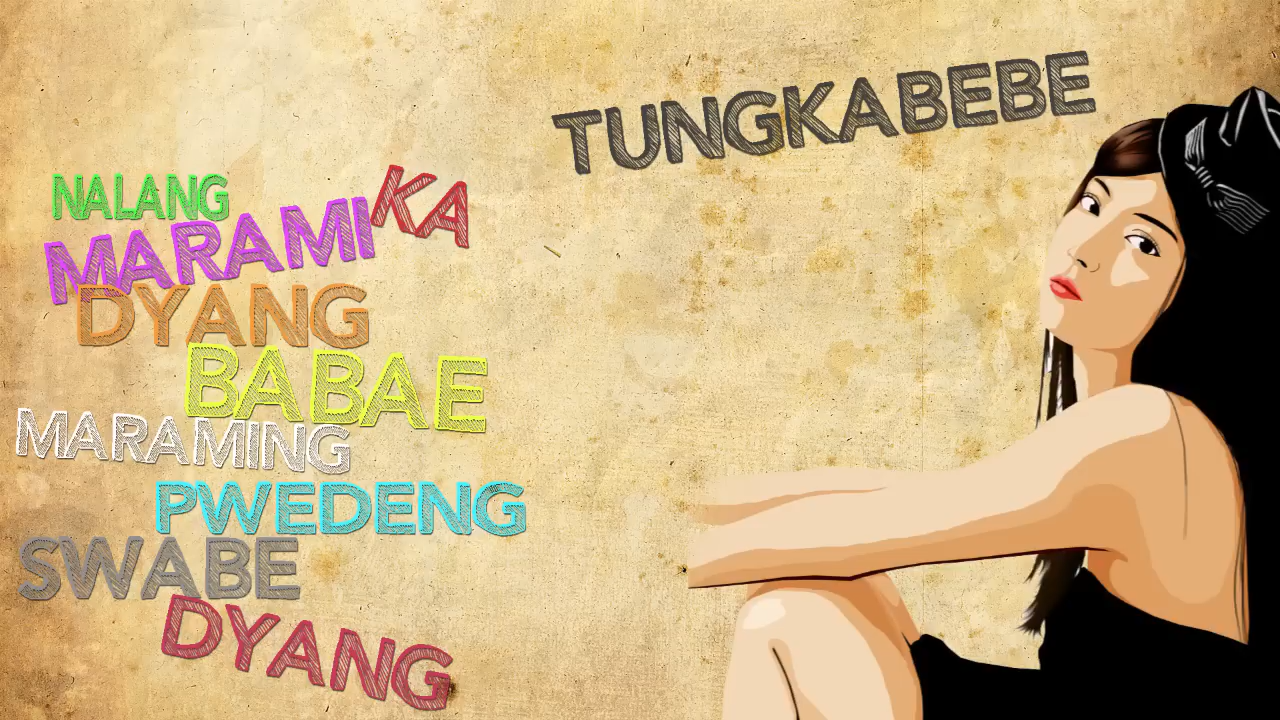 TUNGKABEBE
NALANG
MARAMI KA
DYANG
BABAE
MARAMING
PWEDENG
SWABE
DYANG